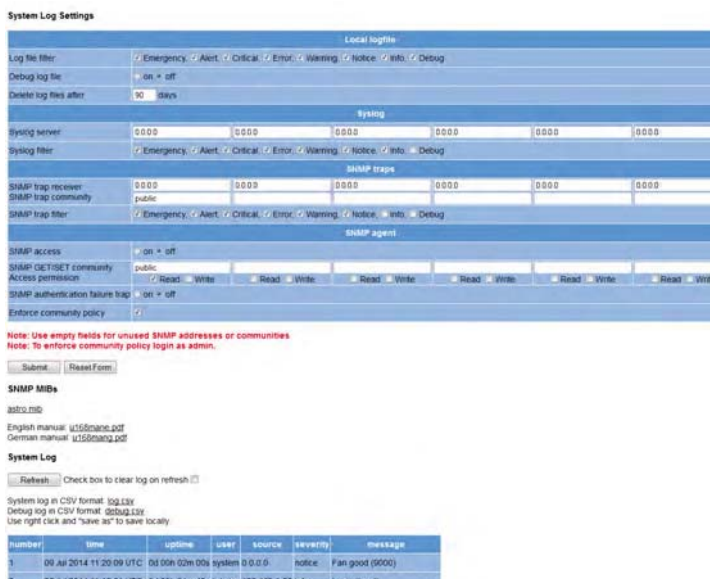 System Log Settings
Local logfile
Log file filter Emergency, Alert, Critical, Error, Warning, Notice, Info, Debug
Debug log file on off
Delete log files after 90 days
Syslog
Syslog server 0.0.0.0 0.0.0.0 0.0.0.0 0.0.0.0 0.0.0.0 0.0.0.0
Syslog filter Emergency, Alert, Critical, Error, Warning, Notice, Info, Debug
SNMP traps
SNMP trap receiver 0.0.0.0 0.0.0.0 0.0.0.0 0.0.0.0 0.0.0.0 0.0.0.0
SNMP trap community public
SNMP trap filter Emergency, Alert, Critical, Error, Warning, Notice, Info, Debug
SNMP agent
SNMP access on off
SNMP GET/SET community public
Access permission Read Write Read Write Read Write Read Write Read Write Read
SNMP authentication failure trap on off
Enforce community policy
Note: Use empty fields for unused SNMP addresses or communities
Note: To enforce community policy login as admin.
Submit Reset Form
SNMP MIBs
astro mib
English manual: u168mane.pdf
German manual: u168mang.pdf
System Log
Refresh Check box to clear log on refresh
System log in CSV format: log.csv
Debug log in CSV format: debug.csv
Use right click and "save as" to save locally.
number time uptime user source severity message
1 09 Jul 2014 11:20:09 UTC 0d 00h 02m 00s system 0.0.0.0 notice Fan good (9000)